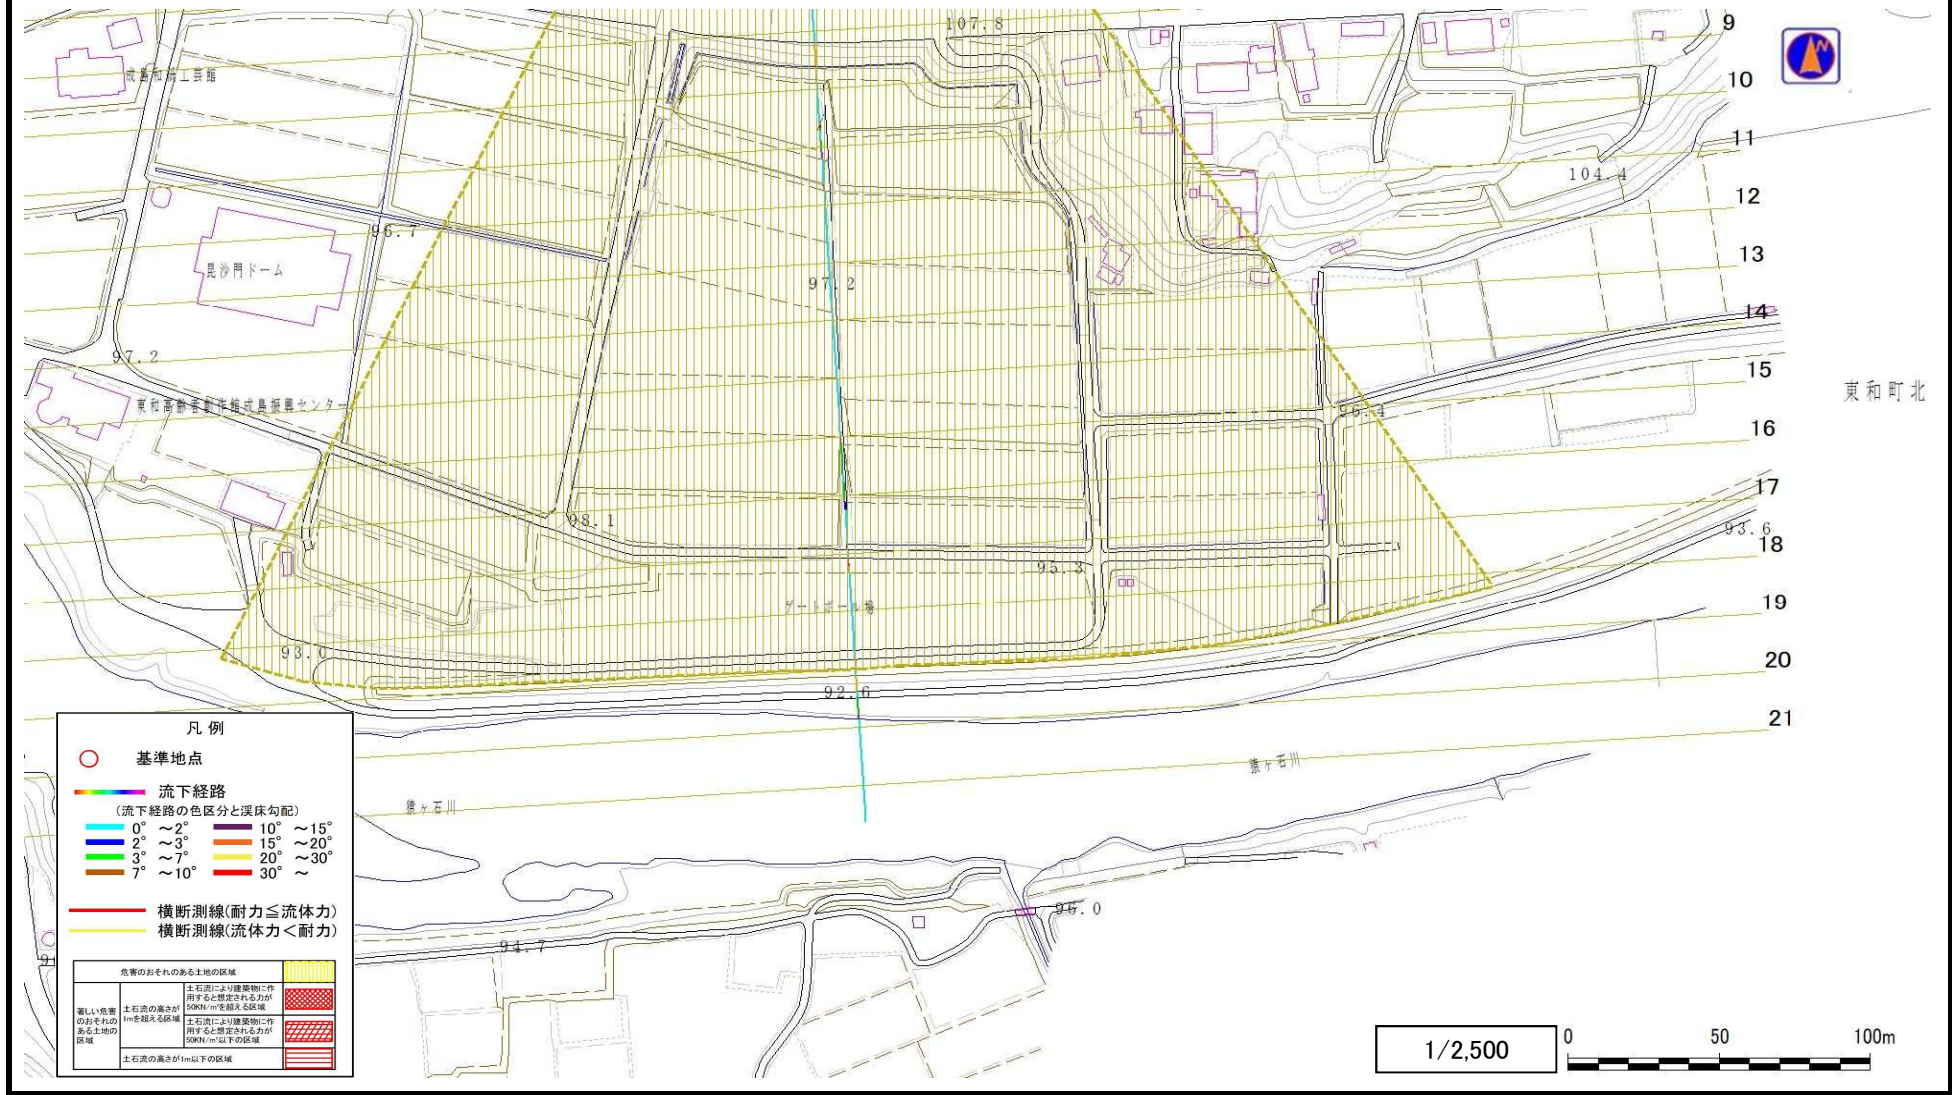 107.8
9
N
成島和紙工芸館
10
11
104.4
12
96.7
13
毘沙門ドーム
97.2
14
97.2
15
東和町北
東和高齢者創作館成島振興センター
96.4
16
17
98.1
93.6
18
95.3
ゲートボール場
19
93.0
20
92.6
21
猿ヶ石川
猿ヶ石川
凡例
基準地点
流下経路
(流下経路の色区分と渓床勾配)
0° ～2° 10° ～15°
2° ～3° 15° ～20°
3° ～7° 20° ～30°
7° ～10° 30° ～
横断測線(耐力≦流体力)
横断測線(流体力＜耐力)
96.0
94.7
危害のおそれのある土地の区域
著しい危害
のおそれの
ある土地の
区域
土石流の高さが
1mを超える区域
土石流により建築物に作
用すると想定される力が
50KN/㎡を超える区域
土石流により建築物に作
用すると想定される力が
50KN/㎡以下の区域
土石流の高さが1m以下の区域
1/2,500
0 50 100m